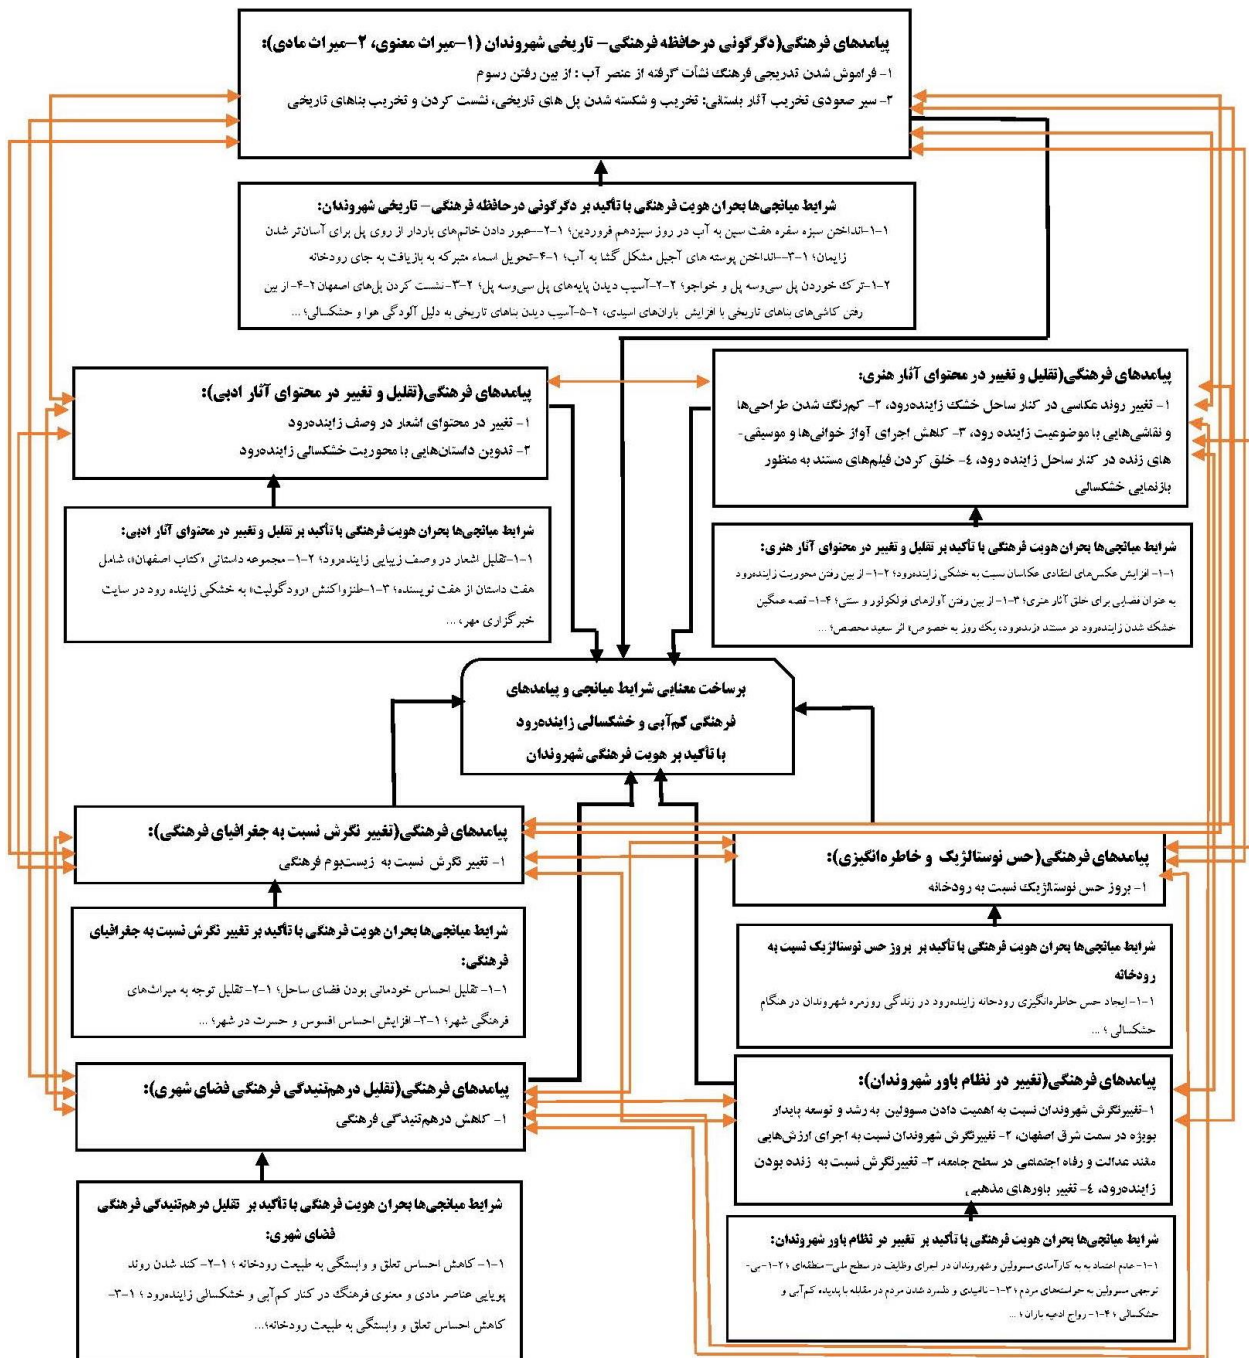 پیامدهای فرهنگی(دگرگونی درحافظه فرهنگی– تاریخی شهروندان (۱–میراث معنوی، ۲–میراث مادی):
۱- فراموش شدن تدریجی فرهنگ نشأت گرفته از عنصر آب : از بین رفتن رسوم
۲- سیر صعودی تخریب آثار باستانی: تخریب و شکسته شدن پل های تاریخی، نشست کردن و تخریب بناهای تاریخی
شرایط میانجی‌ها بحران هویت فرهنگی با تأکید بر دگرگونی درحافظه فرهنگی– تاریخی شهروندان:
۱-۱-انداختن سبزه سفره هفت سین به آب در روز سیزدهم فروردین؛ ۱-۲--عبور دادن خانم‌های باردار از روی پل برای آسان‌تر شدن
زایمان؛ ۱-۳--انداختن پوسته های آجیل مشکل گشا به آب؛ ۱-۴-تحویل اسماء متبرکه به بازیافت به جای رودخانه
۲-۱-ترک خوردن پل سی‌وسه پل و خواجو؛ ۲-۲-آسیب دیدن پایه‌های پل سی‌وسه پل؛ ۲-۳-نشست کردن پل‌های اصفهان ۲-۴-از بین
رفتن کاشی‌های بناهای تاریخی با افزایش باران‌های اسیدی، ۲-۵-آسیب دیدن بناهای تاریخی به دلیل آلودگی هوا و خشکسالی؛ ...
پیامدهای فرهنگی(تقلیل و تغییر در محتوای آثار هنری:
۱- تغییر روند عکاسی در کنار ساحل خشک زاینده‌رود، ۲- کم‌رنگ شدن طراحی‌ها
و نقاشی‌هایی با موضوعیت زاینده رود، ۳- کاهش اجرای آواز خوانی‌ها و موسیقی-
های زنده در کنار ساحل زاینده رود، ٤- خلق کردن فیلم‌های مستند به منظور
بازنمایی خشکسالی
شرایط میانجی‌ها بحران هویت فرهنگی با تأکید بر تقلیل و تغییر در محتوای آثار هنری:
۱-۱- افزایش عکس‌های انتقادی عکاسان نسبت به خشکی زاینده‌رود؛ ۱-۲- از بین رفتن محوریت زاینده‌رود
به عنوان فضایی برای خلق آثار هنری؛ ۱-۳- از بین رفتن آوازهای فولکولور و سنتی؛ ۱-۴- قصه غمگین
خشک شدن زاینده‌رود در مستند «زنده‌رود، یک روز به خصوص» اثر سعید محصص؛ ...
پیامدهای فرهنگی(تقلیل و تغییر در محتوای آثار ادبی):
۱- تغییر در محتوای اشعار در وصف زاینده‌رود
۲- تدوین داستان‌هایی با محوریت خشکسالی زاینده‌رود
شرایط میانجی‌ها بحران هویت فرهنگی با تأکید بر تقلیل و تغییر در محتوای آثار ادبی:
۱-۱-تقلیل اشعار در وصف زیبایی زاینده‌رود؛ ۱-۲- مجموعه داستانی «کتاب اصفهان»، شامل
هفت داستان از هفت نویسنده؛ ۱-۳-طنزواکنش «رودگولیت» به خشکی زاینده رود در سایت
خبرگزاری مهر، ...
برساخت معنایی شرایط میانجی و پیامدهای
فرهنگی کم‌آبی و خشکسالی زاینده‌رود
با تأکید بر هویت فرهنگی شهروندان
پیامدهای فرهنگی(تغییر نگرش نسبت به جغرافیای فرهنگی):
۱- تغییر نگرش نسبت به زیست‌بوم فرهنگی
شرایط میانجی‌ها بحران هویت فرهنگی با تأکید بر تغییر نگرش نسبت به جغرافیای
فرهنگی:
۱-۱- تقلیل احساس خودمانی بودن فضای ساحل؛ ۱-۲- تقلیل توجه به میراث‌های
فرهنگی شهر؛ ۱-۳- افزایش احساس افسوس و حسرت در شهر؛ ...
پیامدهای فرهنگی(حس نوستالژیک و خاطره‌انگیزی):
۱- بروز حس نوستالژیک نسبت به رودخانه
شرایط میانجی‌ها بحران هویت فرهنگی با تأکید بر بروز حس نوستالژیک نسبت به
رودخانه
۱-۱-ایجاد حس خاطره‌انگیزی رودخانه زاینده‌رود در زندگی روزمره شهروندان در هنگام
خشکسالی ؛ ...
پیامدهای فرهنگی(تقلیل درهم‌تنیدگی فرهنگی فضای شهری):
۱- کاهش درهم‌تنیدگی فرهنگی
شرایط میانجی‌ها بحران هویت فرهنگی با تأکید بر تقلیل در هم‌تنیدگی فرهنگی
فضای شهری:
۱-۱- کاهش احساس تعلق و وابستگی به طبیعت رودخانه ؛ ۱-۲- کند شدن روند
پویایی عناصر مادی و معنوی فرهنگ در کنار کم‌آبی و خشکسالی زاینده‌رود ؛ ۱-۳-
کاهش احساس تعلق و وابستگی به طبیعت رودخانه؛...
پیامدهای فرهنگی(تغییر در نظام باور شهروندان):
۱-تغییرنگرش شهروندان نسبت به اهمیت دادن مسوولین به رشد و توسعه پایدار
بویژه در سمت شرق اصفهان، ۲- تغییرنگرش شهروندان نسبت به اجرای ارزش‌هایی
مانند عدالت و رفاه اجتماعی در سطح جامعه، ۳- تغییرنگرش نسبت به زنده بودن
زاینده‌رود، ٤- تغییر باورهای مذهبی
شرایط میانجی‌ها بحران هویت فرهنگی با تأکید بر تغییر در نظام باور شهروندان:
۱-۱- عدم اعتماد به به کارآمدی مسوولین و شهروندان در اجرای وظایف در سطح ملی– منطقه‌ای ؛ ۱-۲-بی-
توجهی مسوولین به خواسته‌های مردم ؛ ۱-۳- ناامیدی و دلسرد شدن مردم در مقابله با پدیده کم‌آبی و
خشکسالی ؛ ۱-۴- رواج ادعیه باران ؛ ...